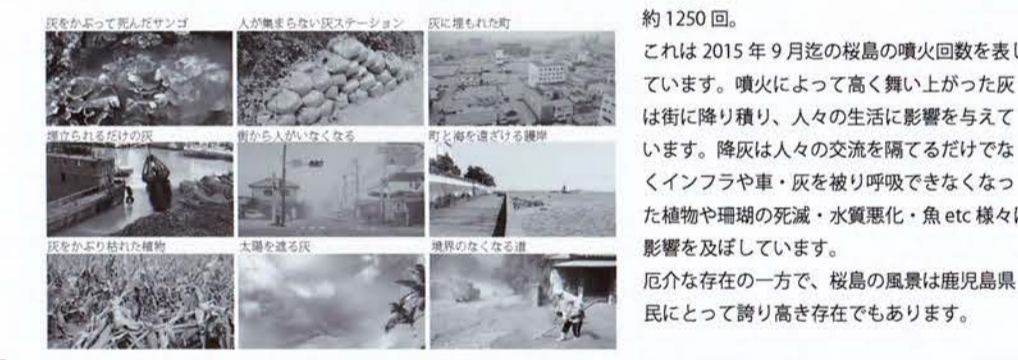 灰をかぶって死んだサンゴ
人が集まらない灰ステーション
灰に埋もれた町
埋立られるだけの灰
街から人がいなくなる
町と海を遠ざける護岸
灰をかぶり枯れた植物
太陽を遮る灰
境界のなくなる道
約 1250 回。
これは 2015 年 9 月迄の桜島の噴火回数を表し
ています。噴火によって高く舞い上がった灰
は街に降り積り、人々の生活に影響を与えて
います。降灰は人々の交流を隔てるだけでな
くインフラや車・灰を被り呼吸できなくなっ
た植物や珊瑚の死滅・水質悪化・魚 etc 様々な
影響を及ぼしています。
厄介な存在の一方で、桜島の風景は鹿児島県
民にとって誇り高き存在でもあります。